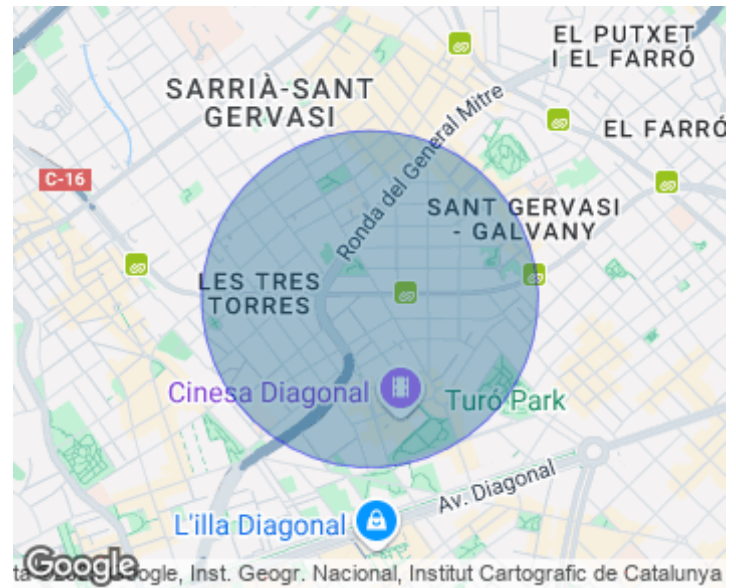 EL PUTXET
I EL FARRÓ
SARRIÀ-SANT
GERVASI
Ronda del General Mitre
EL FARRÓ
C-16
SANT GERVASI
- GALVANY
LES TRES
TORRES
Cinesa Diagonal
Turó Park
Av. Diagonal
L'illa Diagonal
Google
Google, Inst. Geogr. Nacional, Institut Cartografic de Catalunya